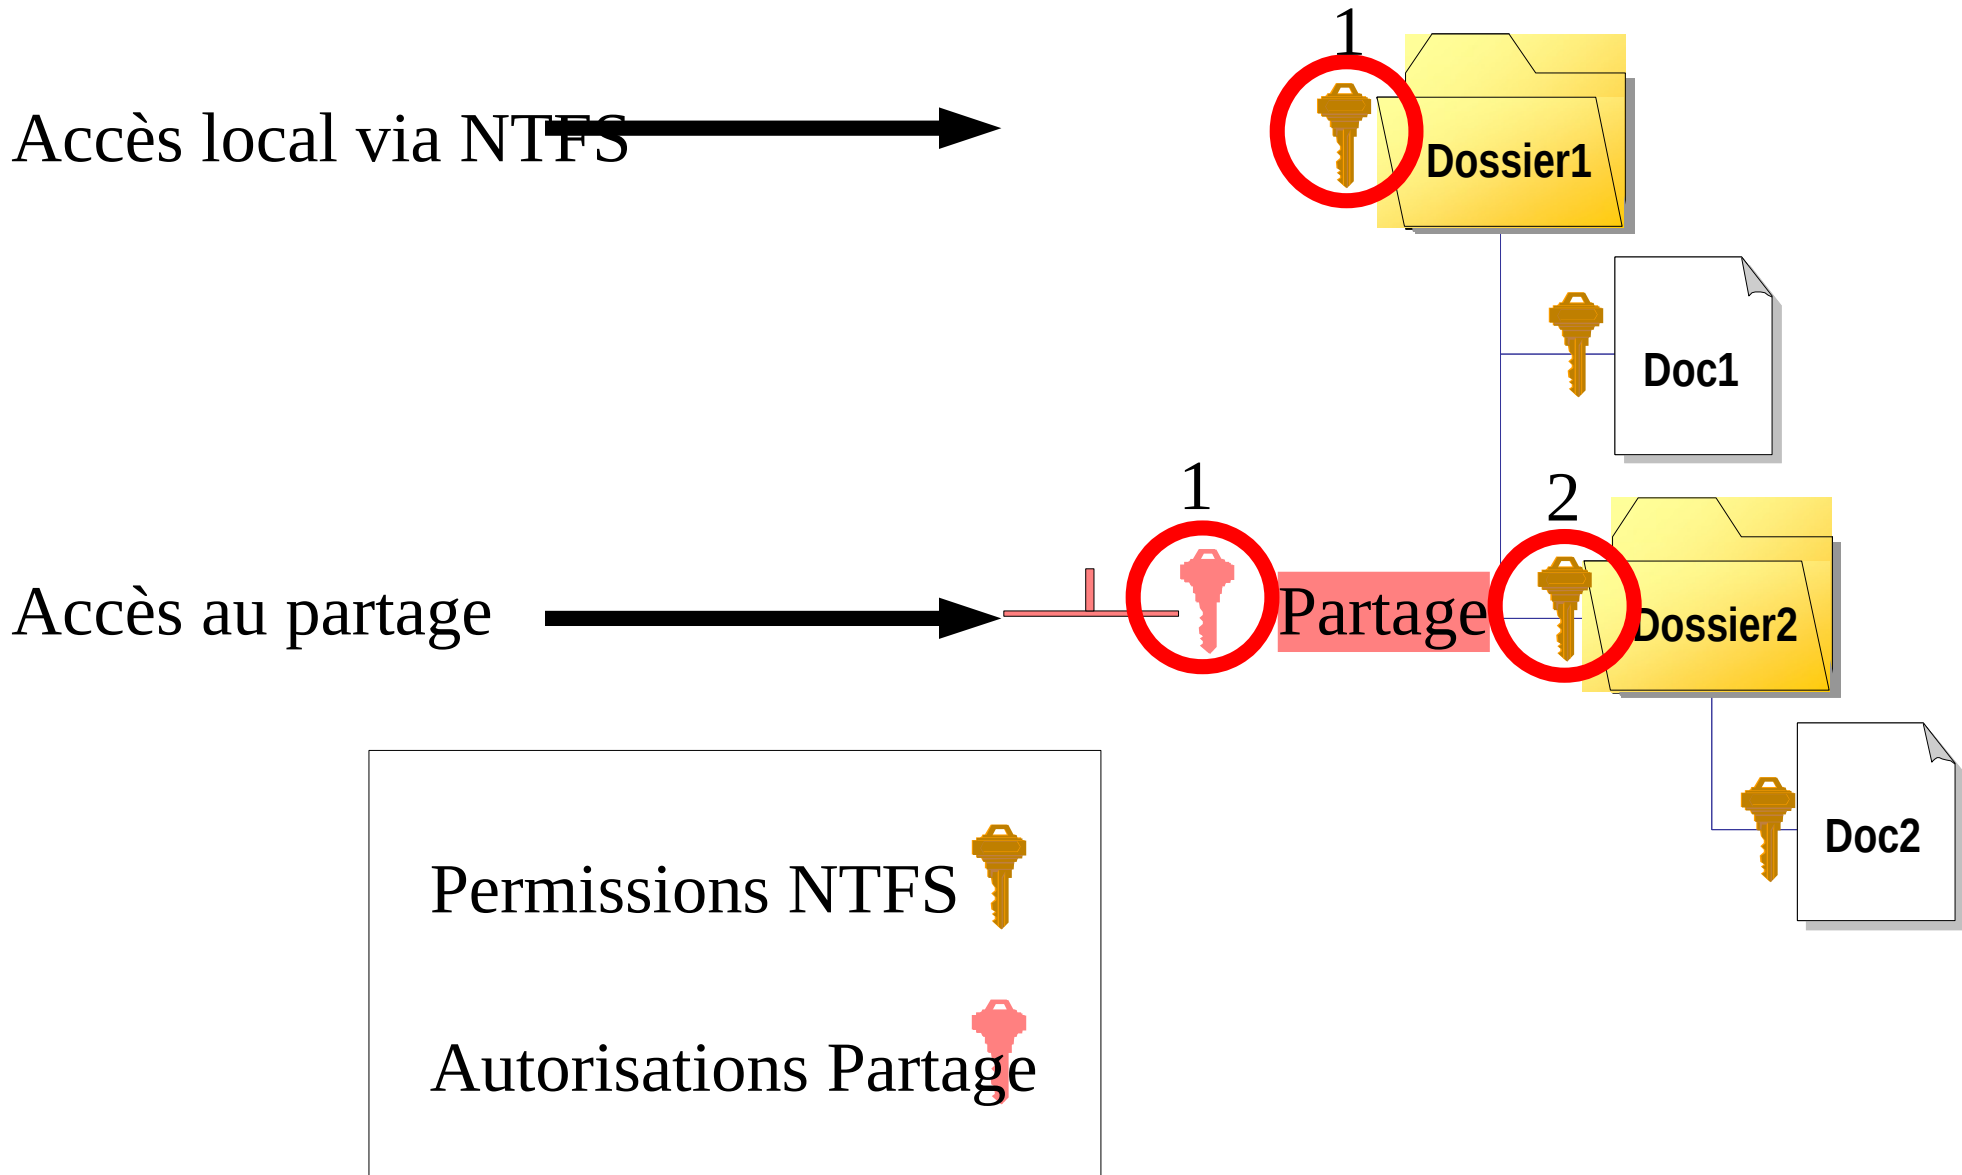 1
Accès local via NTFS
Dossier1
Doc1
1
2
Accès au partage
Partage
Dossier2
Doc2
Permissions NTFS
Autorisations Partage